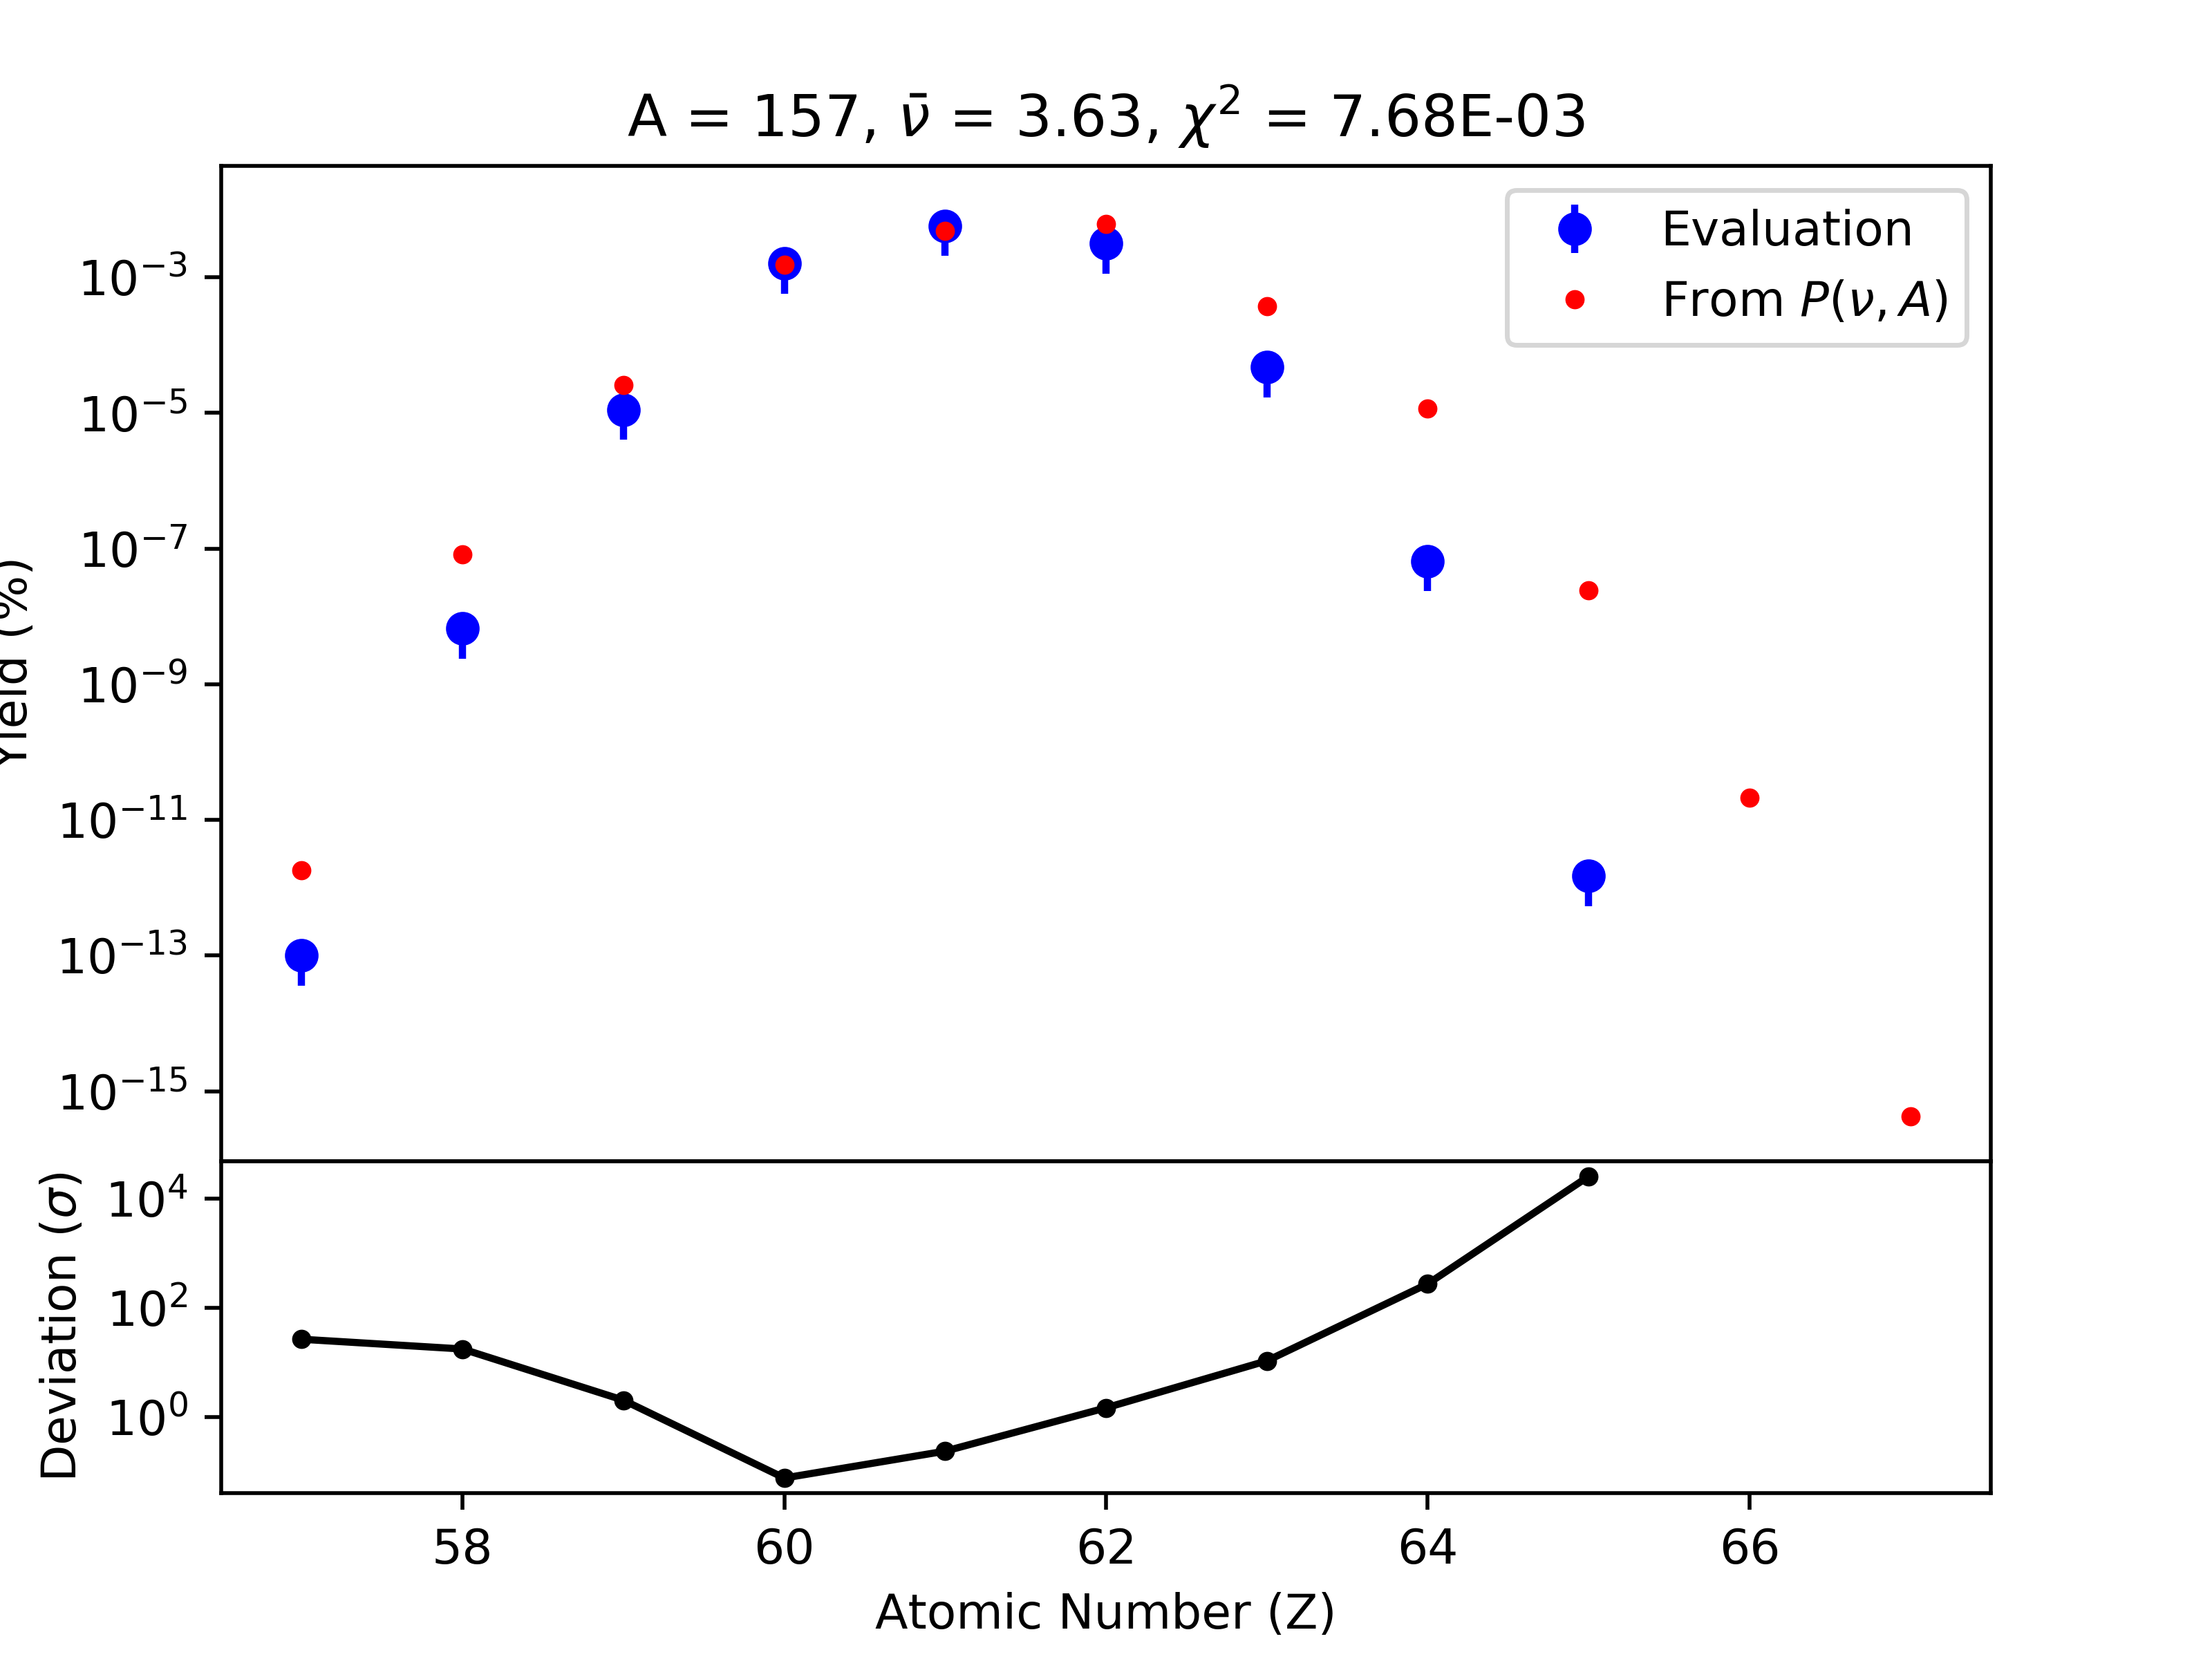 A = 157, ν̄ = 3.63, χ² = 7.68E-03
Evaluation
From P(ν, A)
Yield (%)
10⁻³
10⁻⁵
10⁻⁷
10⁻⁹
10⁻¹¹
10⁻¹³
10⁻¹⁵
Deviation (σ)
10⁴
10²
10⁰
58 60 62 64 66
Atomic Number (Z)